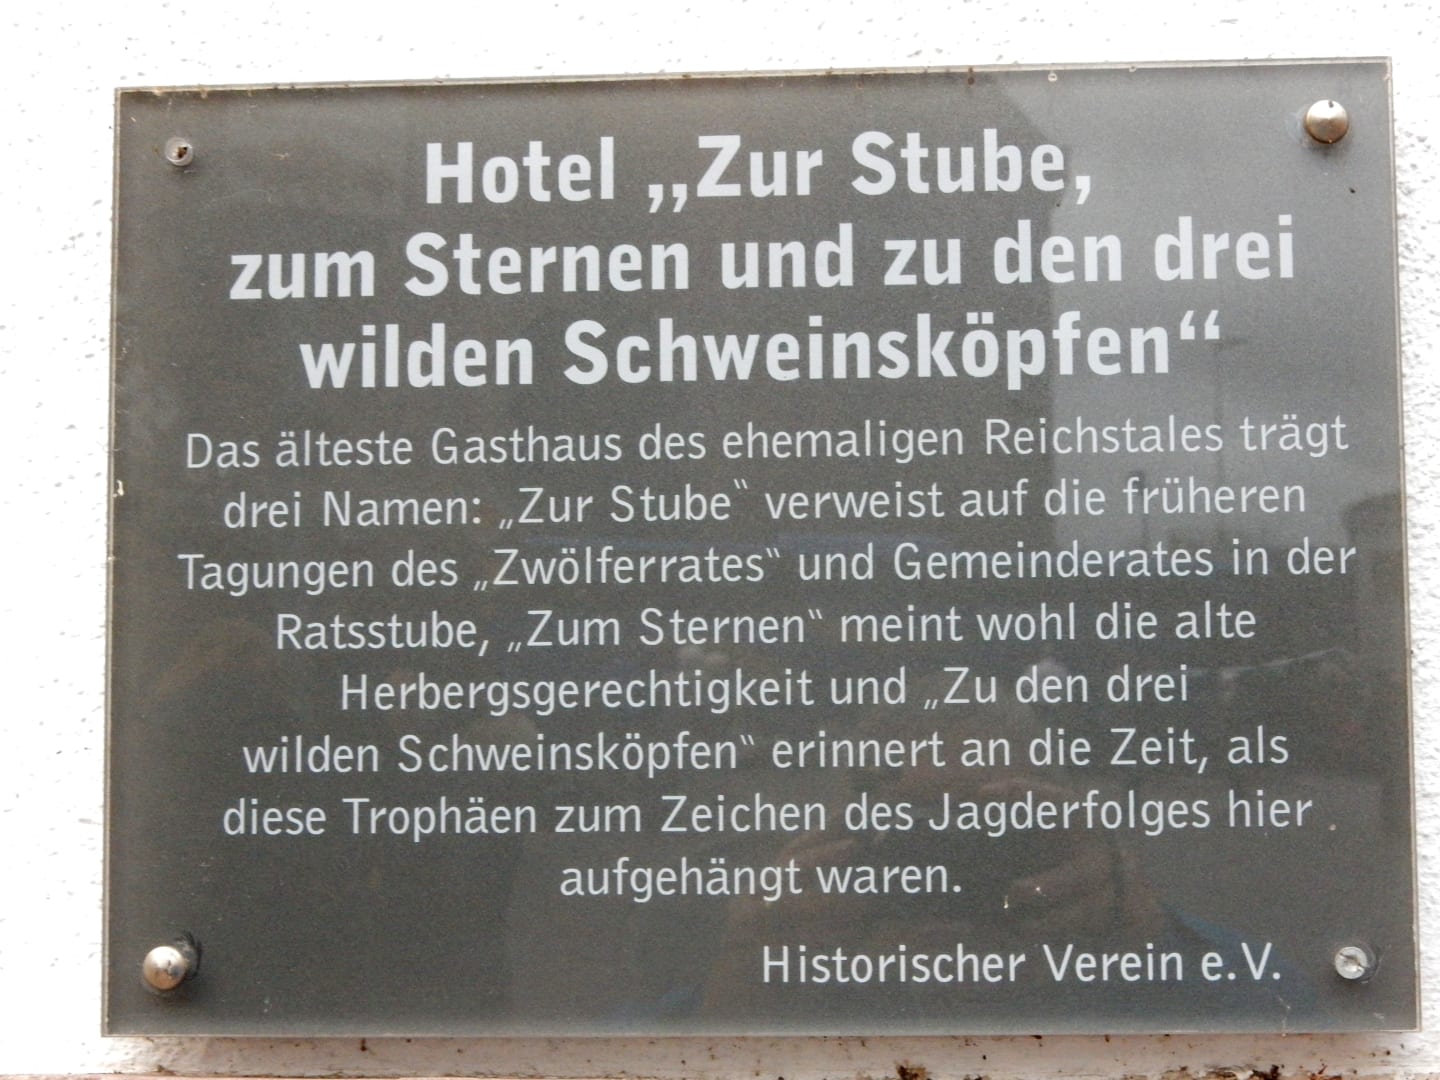 Hotel „Zur Stube,
zum Sternen und zu den drei
wilden Schweinsköpfen“
Das älteste Gasthaus des ehemaligen Reichstales trägt
drei Namen: „Zur Stube“ verweist auf die früheren
Tagungen des „Zwölferrates“ und Gemeinderates in der
Ratsstube, „Zum Sternen“ meint wohl die alte
Herbergsgerechtigkeit und „Zu den drei
wilden Schweinsköpfen“ erinnert an die Zeit, als
diese Trophäen zum Zeichen des Jagderfolges hier
aufgehängt waren.
Historischer Verein e.V.